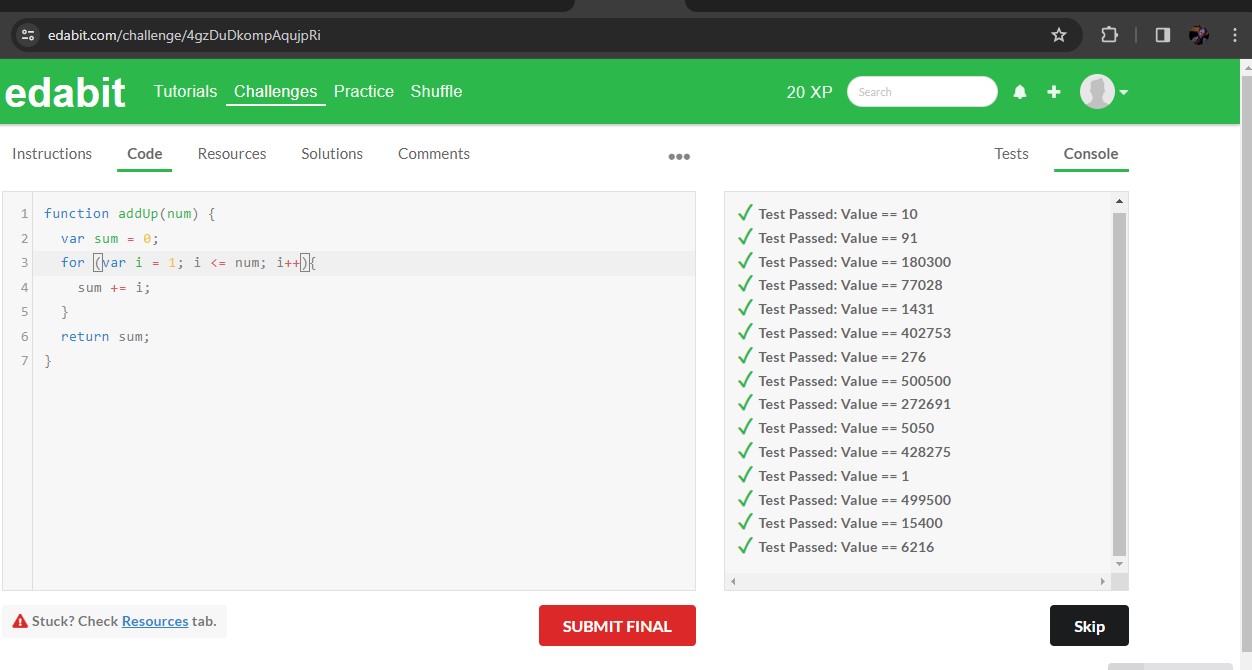 edabit.com/challenge/4gzDuDkompAqujpRi
edabit Tutorials Challenges Practice Shuffle 20 XP Search
Instructions Code Resources Solutions Comments ••• Tests Console
1 function addUp(num) {
2 var sum = 0;
3 for (var i = 1; i <= num; i++){
4 sum += i;
5 }
6 return sum;
7 }
Test Passed: Value == 10
Test Passed: Value == 91
Test Passed: Value == 180300
Test Passed: Value == 77028
Test Passed: Value == 1431
Test Passed: Value == 402753
Test Passed: Value == 276
Test Passed: Value == 500500
Test Passed: Value == 272691
Test Passed: Value == 5050
Test Passed: Value == 428275
Test Passed: Value == 1
Test Passed: Value == 499500
Test Passed: Value == 15400
Test Passed: Value == 6216
Stuck? Check Resources tab. SUBMIT FINAL Skip